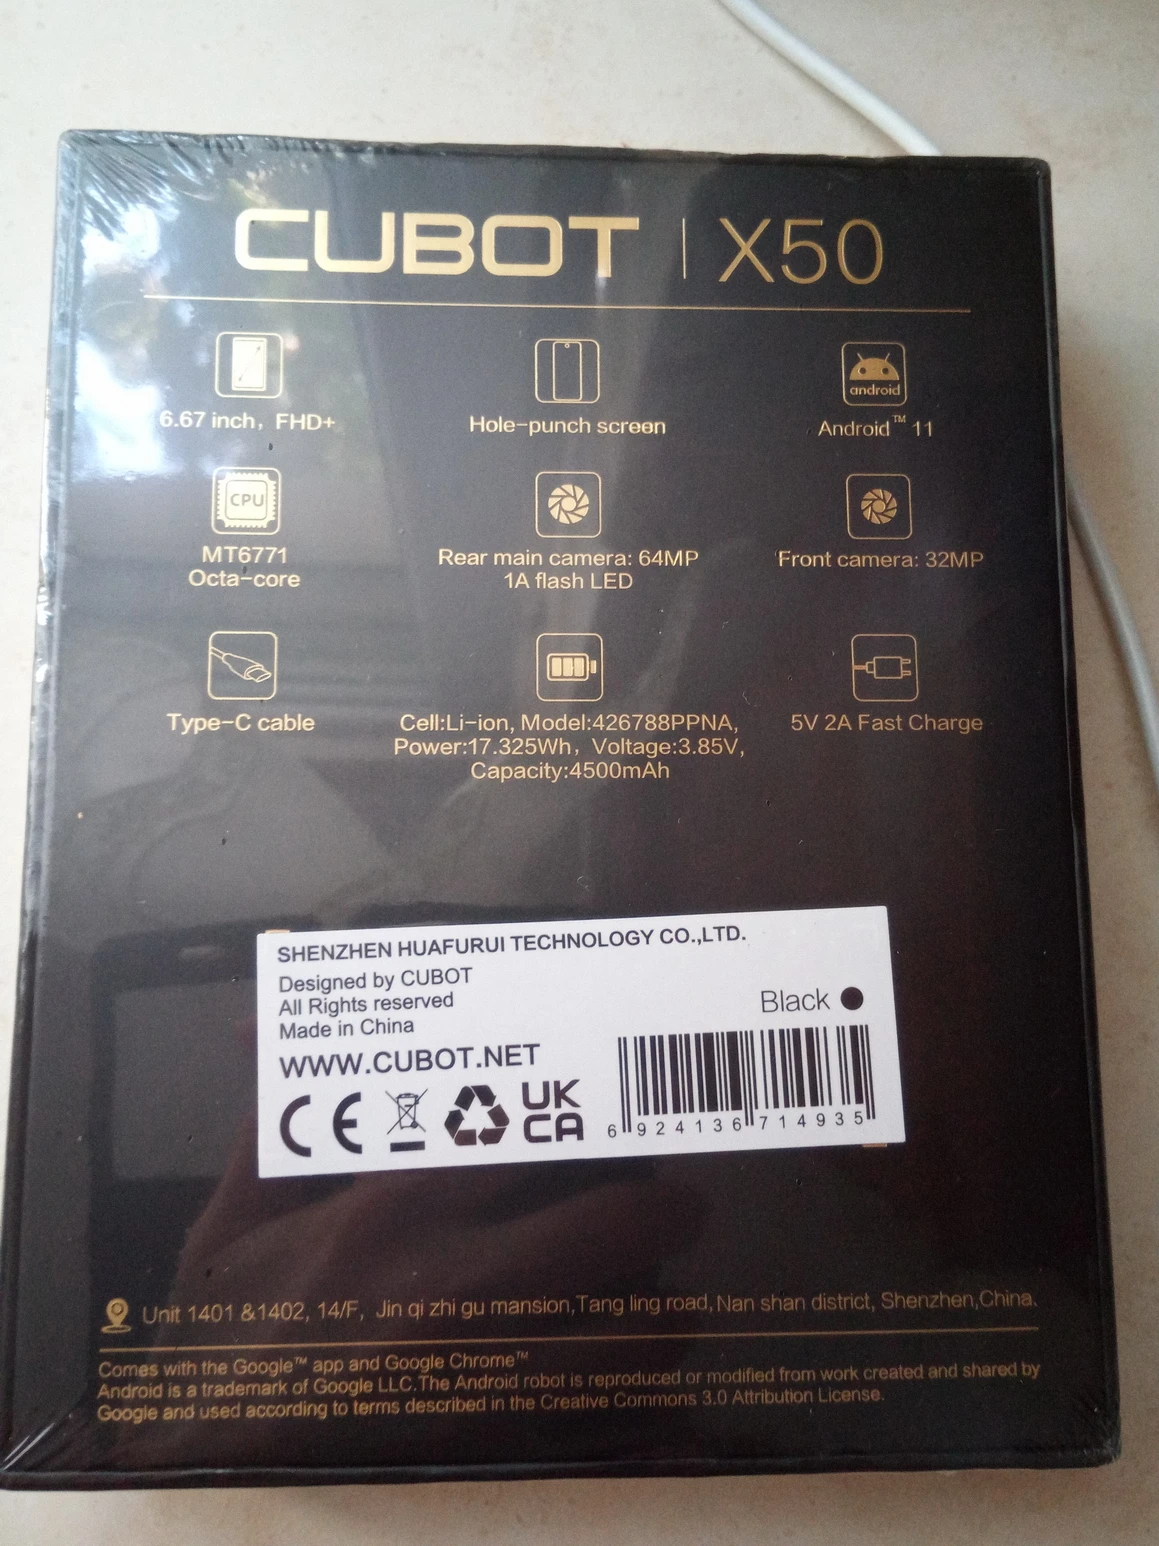 CUBOT | X50
6.67 inch, FHD+
Hole-punch screen
android
Android™ 11
CPU
MT6771
Octa-core
Rear main camera: 64MP
1A flash LED
Front camera: 32MP
Type-C cable
Cell:Li-ion, Model:426788PPNA,
Power:17.325Wh, Voltage:3.85V,
Capacity:4500mAh
5V 2A Fast Charge
SHENZHEN HUAFURUI TECHNOLOGY CO.,LTD.
Designed by CUBOT
All Rights reserved
Made in China
WWW.CUBOT.NET
Black
CE
UK
CA
6 924136 714935
Unit 1401 &1402, 14/F, Jin qi zhi gu mansion,Tang ling road, Nan shan district, Shenzhen,China.
Comes with the Google™ app and Google Chrome™
Android is a trademark of Google LLC.The Android robot is reproduced or modified from work created and shared by
Google and used according to terms described in the Creative Commons 3.0 Attribution License.